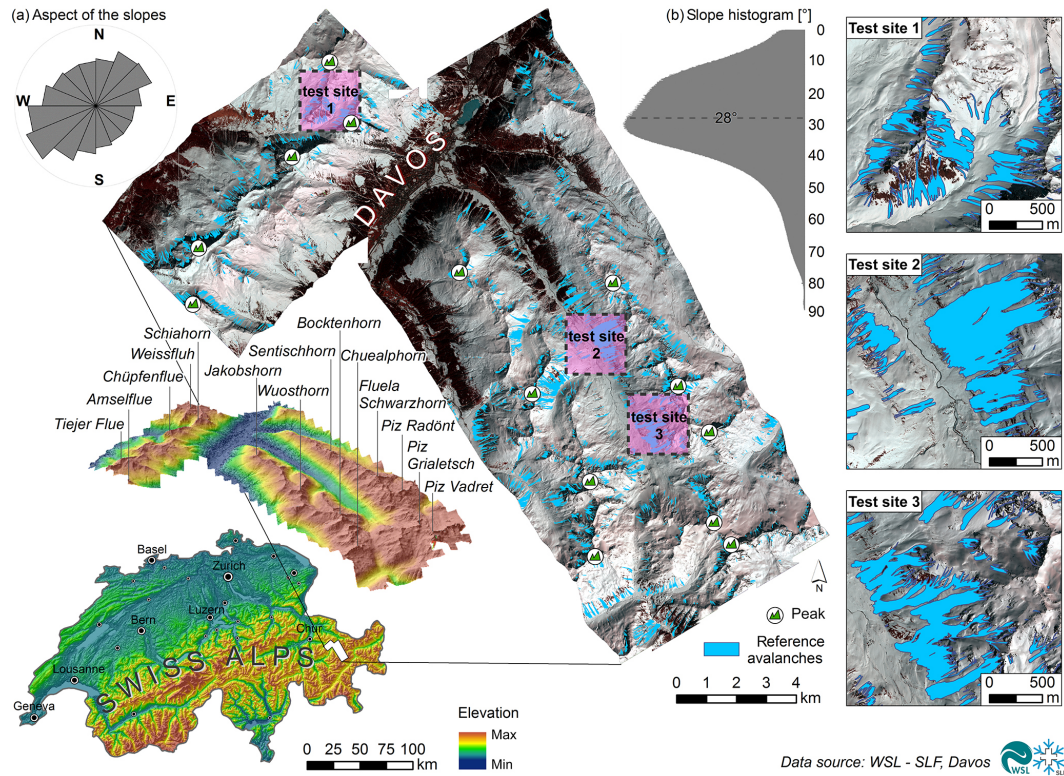 (a) Aspect of the slopes
N
W
E
S
test site
1
DAVOS
test site
2
test site
3
(b) Slope histogram [°]
0
10
20
28°
30
40
50
60
70
80
90
Test site 1
0 500
m
Test site 2
0 500
m
Test site 3
0 500
m
Schiahorn
Weissfluh
Chüpfenflue
Amselflue
Tiejer Flue
Bocktenhorn
Sentischhorn
Jakobshorn
Wuosthorn
Chuealphorn
Fluela
Schwarzhorn
Piz Radönt
Piz
Grialetsch
Piz Vadret
Basel
Zurich
Luzern
Bern
Chur
Lousanne
Geneva
SWISS ALPS
0 25 50 75 100
km
Elevation
Max
Min
N
Peak
Reference
avalanches
0 1 2 3 4
km
Data source: WSL - SLF, Davos
WSL
SLF